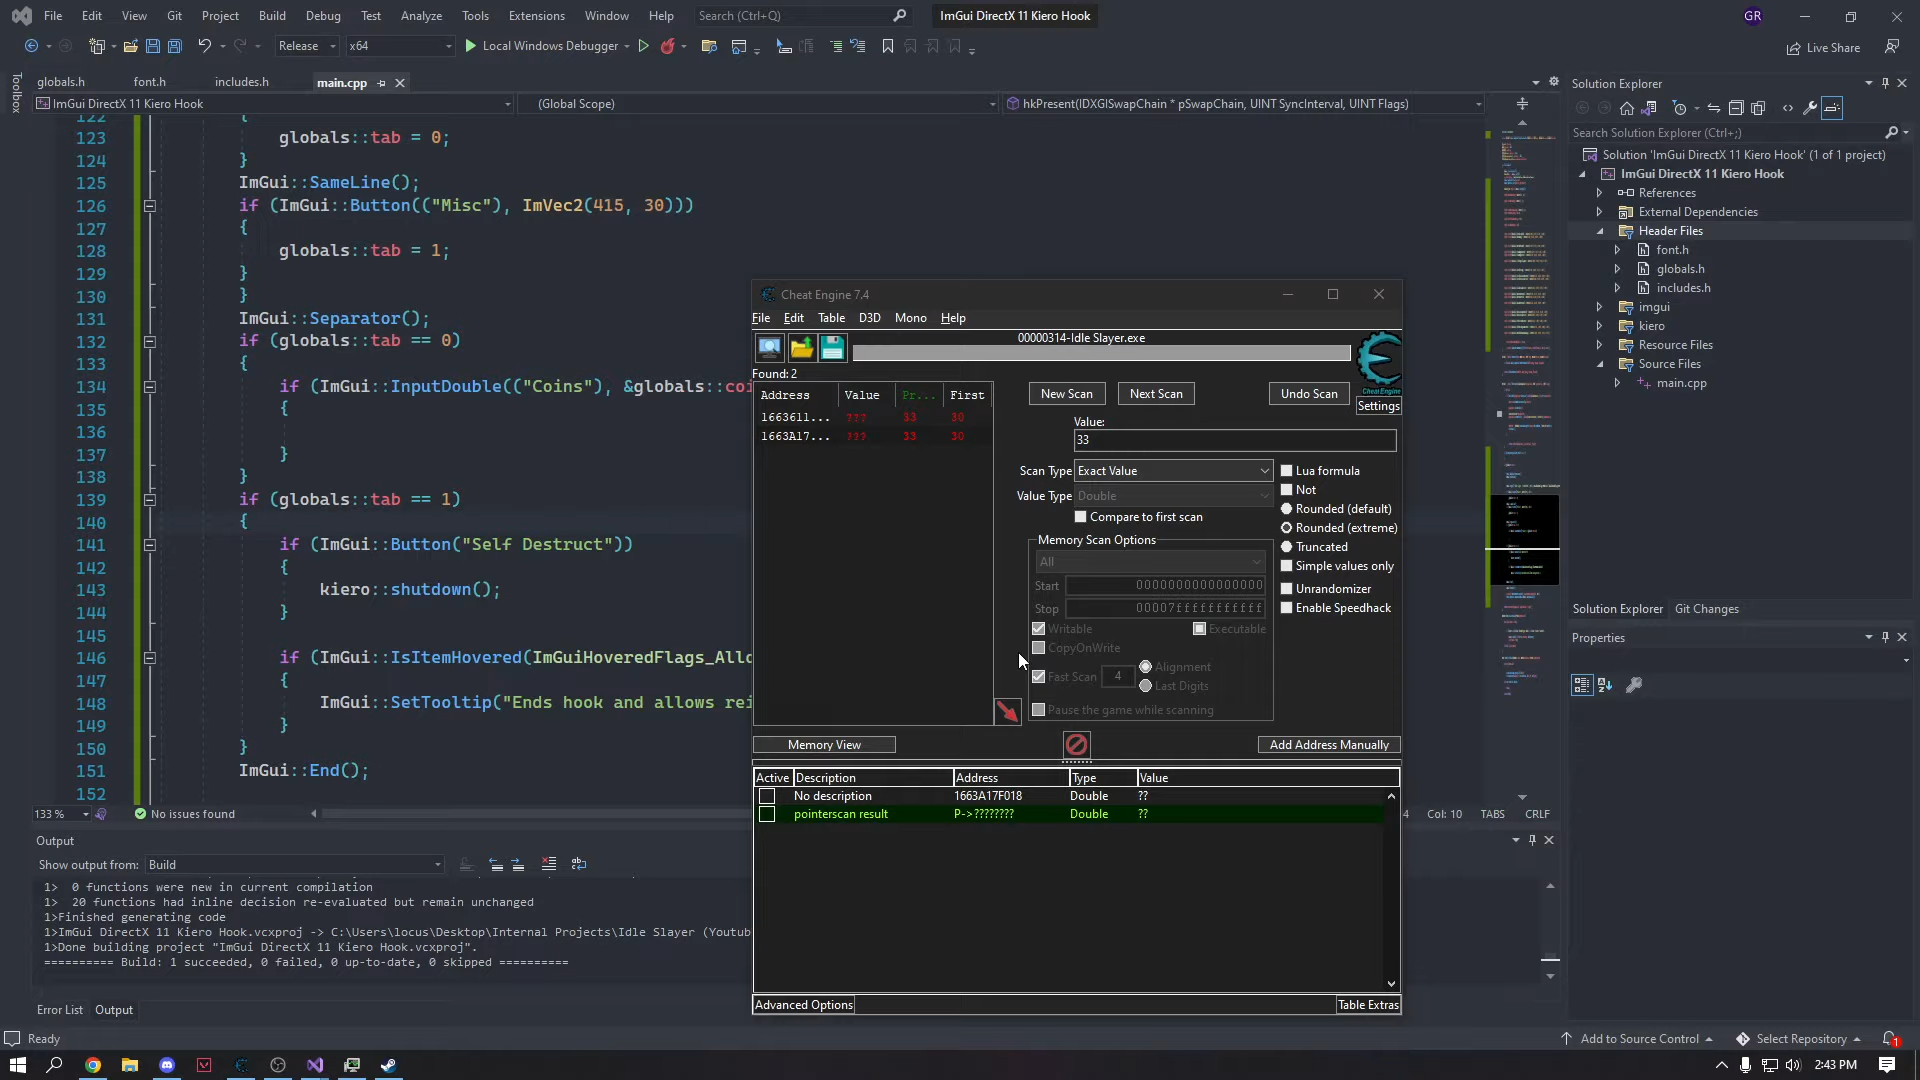 File Edit View Git Project Build Debug Test Analyze Tools Extensions Window Help Search (Ctrl+Q) ImGui DirectX 11 Kiero Hook GR
Release x64 Local Windows Debugger Live Share
Toolbox
globals.h font.h includes.h main.cpp
ImGui DirectX 11 Kiero Hook (Global Scope) hkPresent(IDXGISwapChain * pSwapChain, UINT SyncInterval, UINT Flags)
122 {
123 globals::tab = 0;
124 }
125 ImGui::SameLine();
126 if (ImGui::Button(("Misc"), ImVec2(415, 30)))
127 {
128 globals::tab = 1;
129 }
130 }
131 ImGui::Separator();
132 if (globals::tab == 0)
133 {
134 if (ImGui::InputDouble(("Coins"), &globals::coi
135 {
136
137 }
138 }
139 if (globals::tab == 1)
140 {
141 if (ImGui::Button("Self Destruct"))
142 {
143 kiero::shutdown();
144 }
145
146 if (ImGui::IsItemHovered(ImGuiHoveredFlags_Allo
147 {
148 ImGui::SetTooltip("Ends hook and allows rei
149 }
150 }
151 ImGui::End();
152
133 % No issues found
4 Col: 10 TABS CRLF
Output
Show output from: Build
1> 0 functions were new in current compilation
1> 20 functions had inline decision re-evaluated but remain unchanged
1>Finished generating code
1>ImGui DirectX 11 Kiero Hook.vcxproj -> C:\Users\locus\Desktop\Internal Projects\Idle Slayer (Youtub
1>Done building project "ImGui DirectX 11 Kiero Hook.vcxproj".
========== Build: 1 succeeded, 0 failed, 0 up-to-date, 0 skipped ==========
Error List Output
Ready
Add to Source Control Select Repository 1
Cheat Engine 7.4
File Edit Table D3D Mono Help
00000314-Idle Slayer.exe
Found: 2
Address Value Pr... First
1663611... ??? 33 30
1663A17... ??? 33 30
New Scan Next Scan Undo Scan
Cheat Engine
Settings
Value:
33
Scan Type Exact Value
Value Type Double
Compare to first scan
Lua formula
Not
Rounded (default)
Rounded (extreme)
Truncated
Simple values only
Unrandomizer
Enable Speedhack
Memory Scan Options
All
Start 0000000000000000
Stop 00007fffffffffff
Writable Executable
CopyOnWrite
Fast Scan 4 Alignment
Last Digits
Pause the game while scanning
Memory View Add Address Manually
Active Description Address Type Value
No description 1663A17F018 Double ??
pointerscan result P->???????? Double ??
Advanced Options Table Extras
Solution Explorer
Search Solution Explorer (Ctrl+;)
Solution 'ImGui DirectX 11 Kiero Hook' (1 of 1 project)
ImGui DirectX 11 Kiero Hook
References
External Dependencies
Header Files
font.h
globals.h
includes.h
imgui
kiero
Resource Files
Source Files
main.cpp
Solution Explorer Git Changes
Properties
2:43 PM